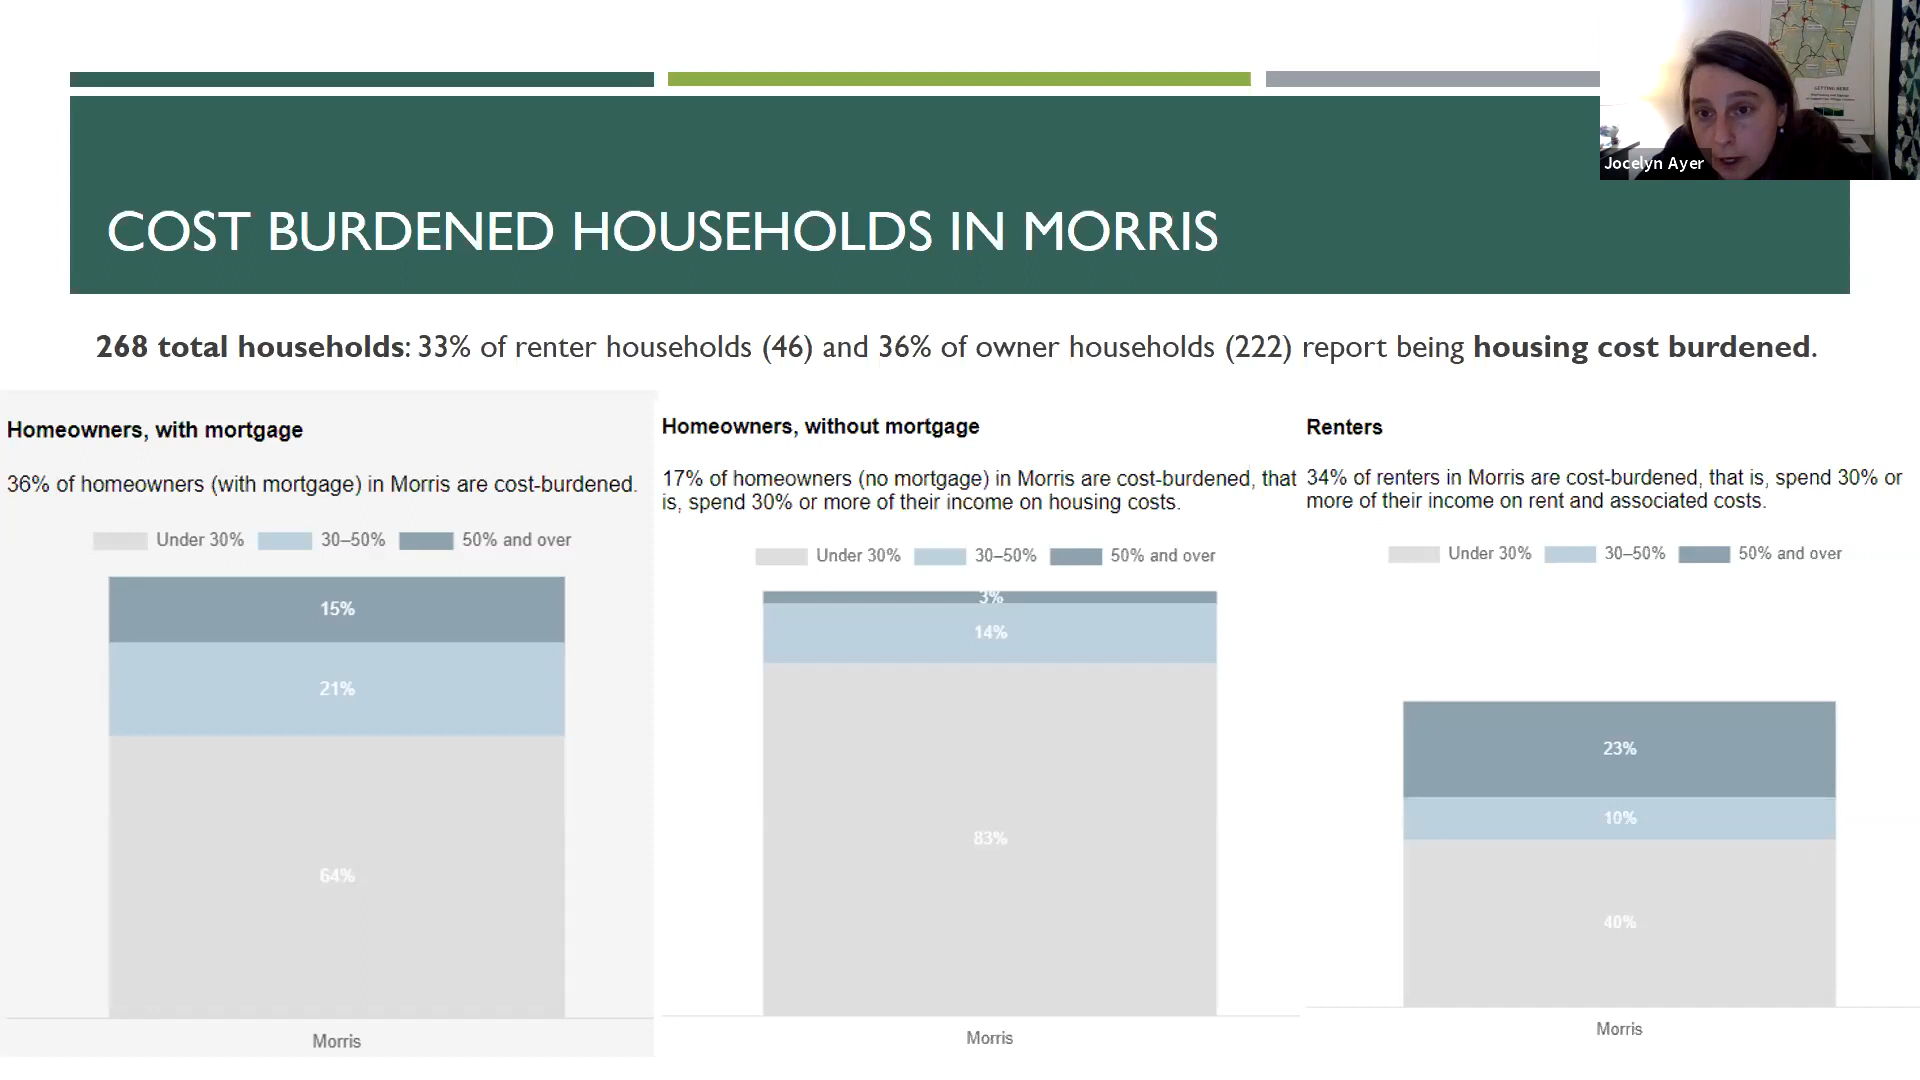 GETTING HERE
Jocelyn Ayer
COST BURDENED HOUSEHOLDS IN MORRIS
268 total households: 33% of renter households (46) and 36% of owner households (222) report being housing cost burdened.
Homeowners, with mortgage
36% of homeowners (with mortgage) in Morris are cost-burdened.
Under 30% 30–50% 50% and over
15%
21%
64%
Morris
Homeowners, without mortgage
17% of homeowners (no mortgage) in Morris are cost-burdened, that
is, spend 30% or more of their income on housing costs.
Under 30% 30–50% 50% and over
3%
14%
83%
Morris
Renters
34% of renters in Morris are cost-burdened, that is, spend 30% or
more of their income on rent and associated costs.
Under 30% 30–50% 50% and over
23%
10%
40%
Morris